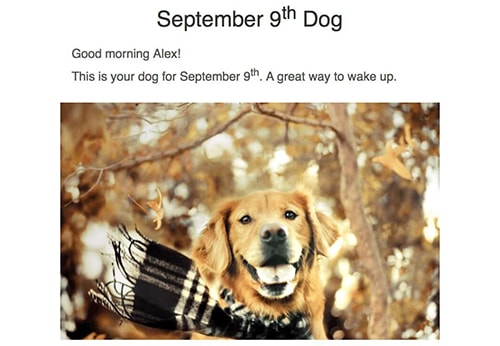 September 9th Dog
Good morning Alex!
This is your dog for September 9th. A great way to wake up.